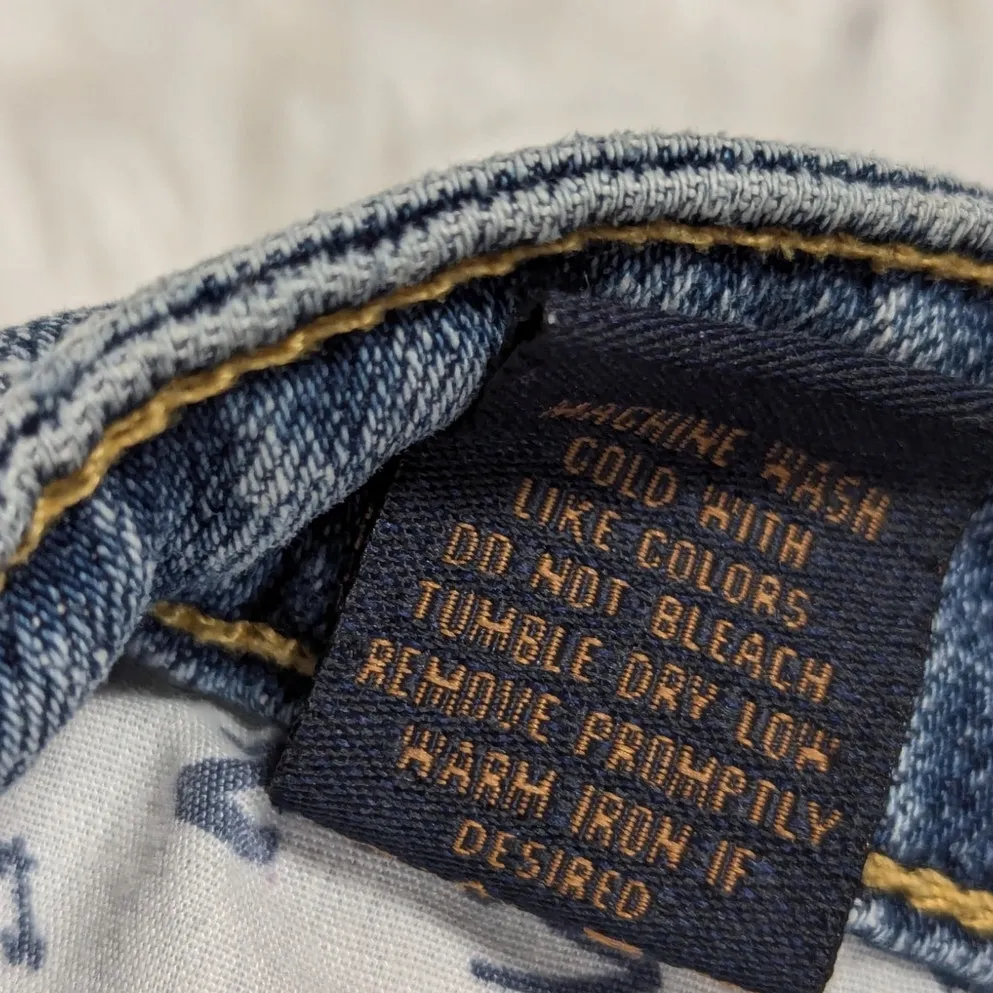 MACHINE WASH
COLD WITH
LIKE COLORS
DO NOT BLEACH
TUMBLE DRY LOW
REMOVE PROMPTLY
WARM IRON IF
DESIRED